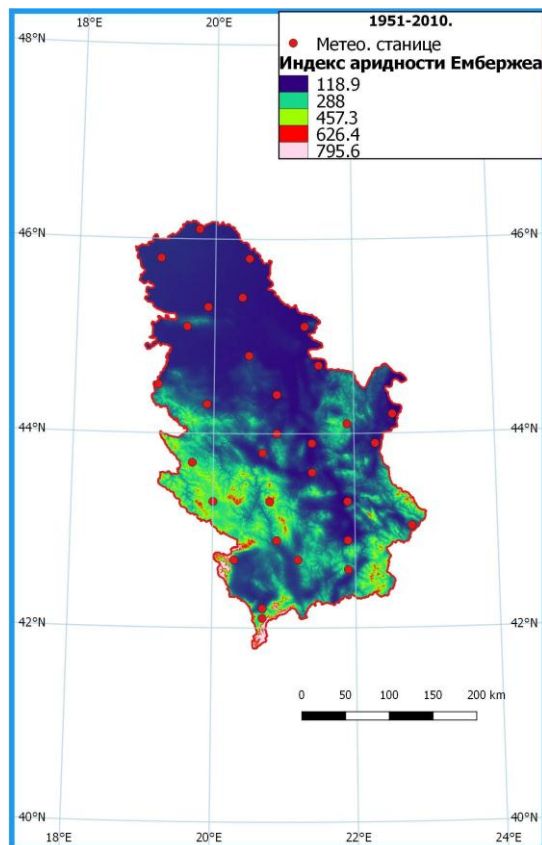 1951-2010.
Метео. станице
Индекс аридности Ембержеа
118.9
288
457.3
626.4
795.6
18°E 20°E
48°N
46°N 46°N
44°N 44°N
42°N 42°N
0 50 100 150 200 km
40°N 40°N
18°E 20°E 22°E 24°E